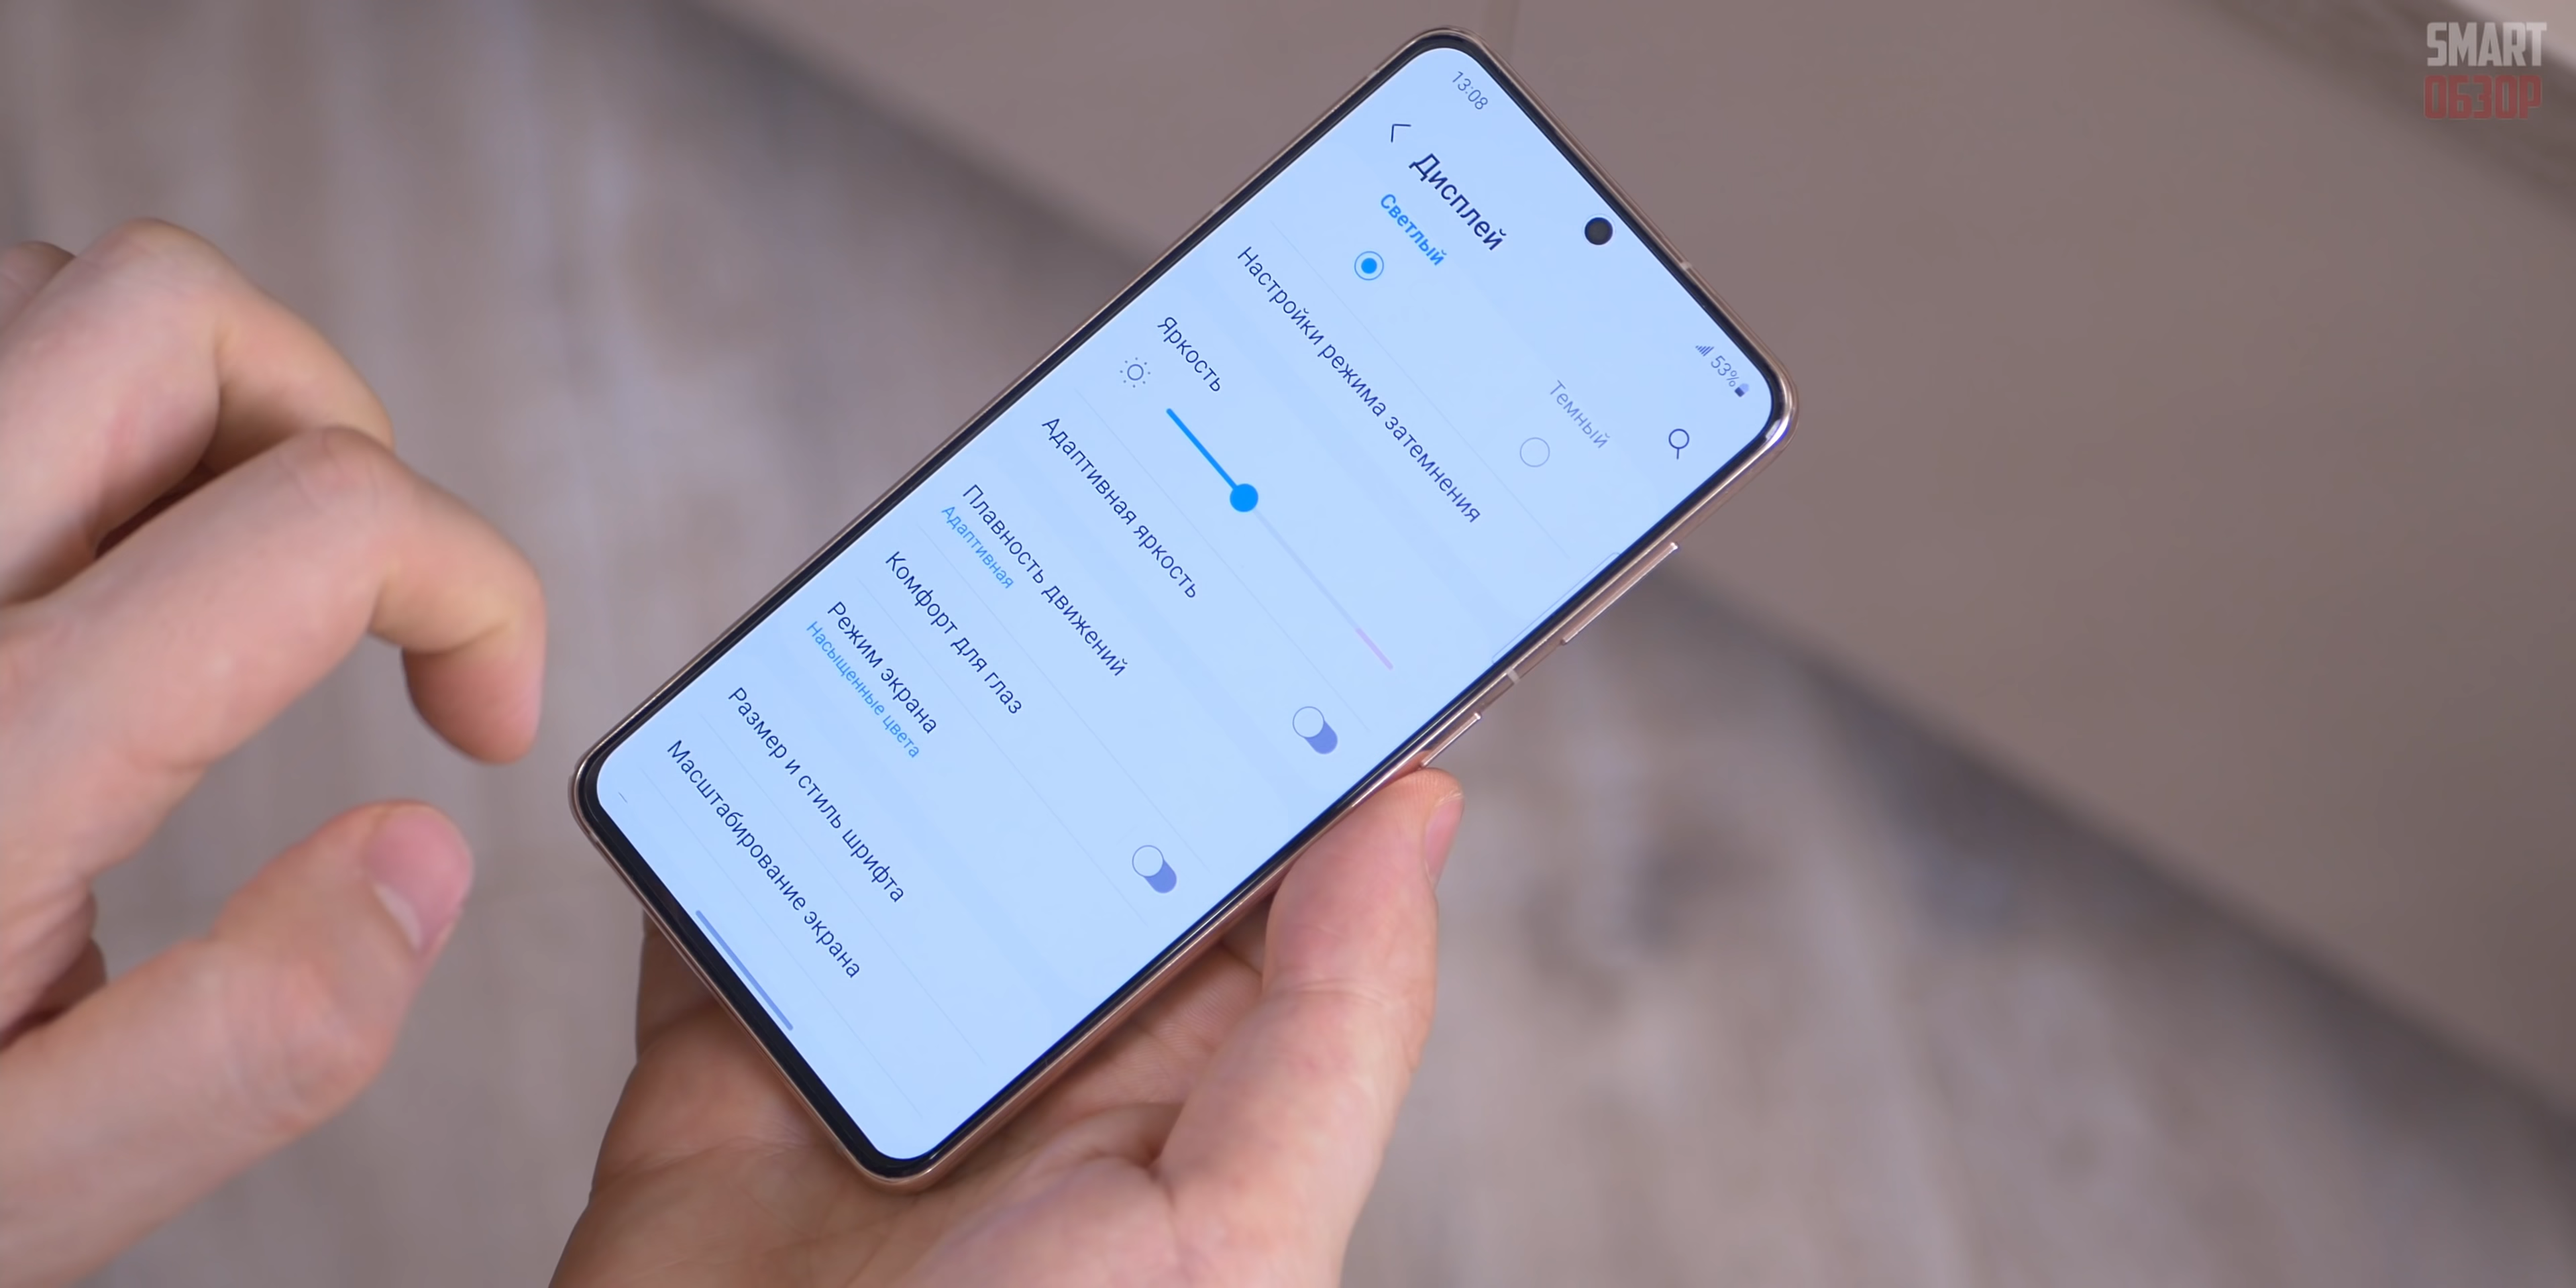 SMART
ОБЗОР
13:08
53%
Дисплей
Светлый
Темный
Настройки режима затемнения
Яркость
Адаптивная яркость
Плавность движений
Адаптивная
Комфорт для глаз
Режим экрана
Насыщенные цвета
Размер и стиль шрифта
Масштабирование экрана